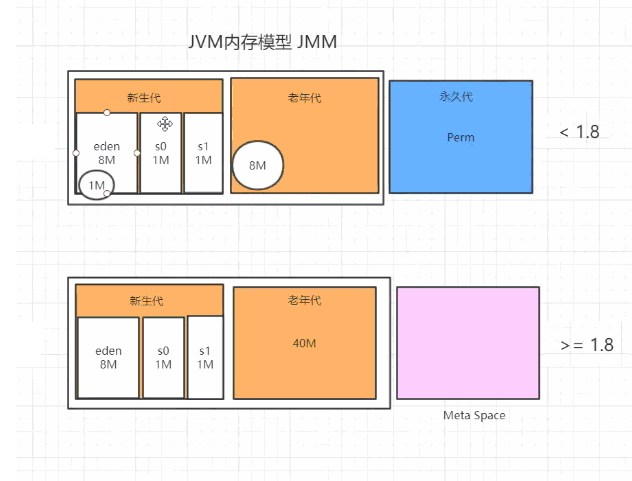 JVM内存模型 JMM
新生代
eden
8M
1M
s0
1M
s1
1M
老年代
8M
永久代
Perm
< 1.8
新生代
eden
8M
s0
1M
s1
1M
老年代
40M
>= 1.8
Meta Space